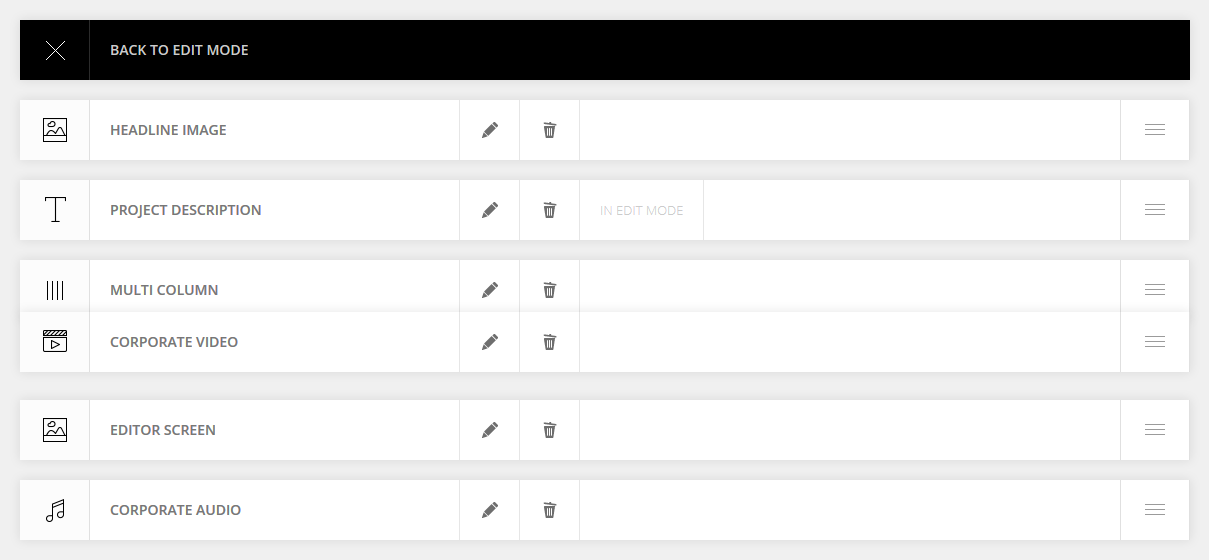 BACK TO EDIT MODE
HEADLINE IMAGE
PROJECT DESCRIPTION
IN EDIT MODE
MULTI COLUMN
CORPORATE VIDEO
EDITOR SCREEN
CORPORATE AUDIO